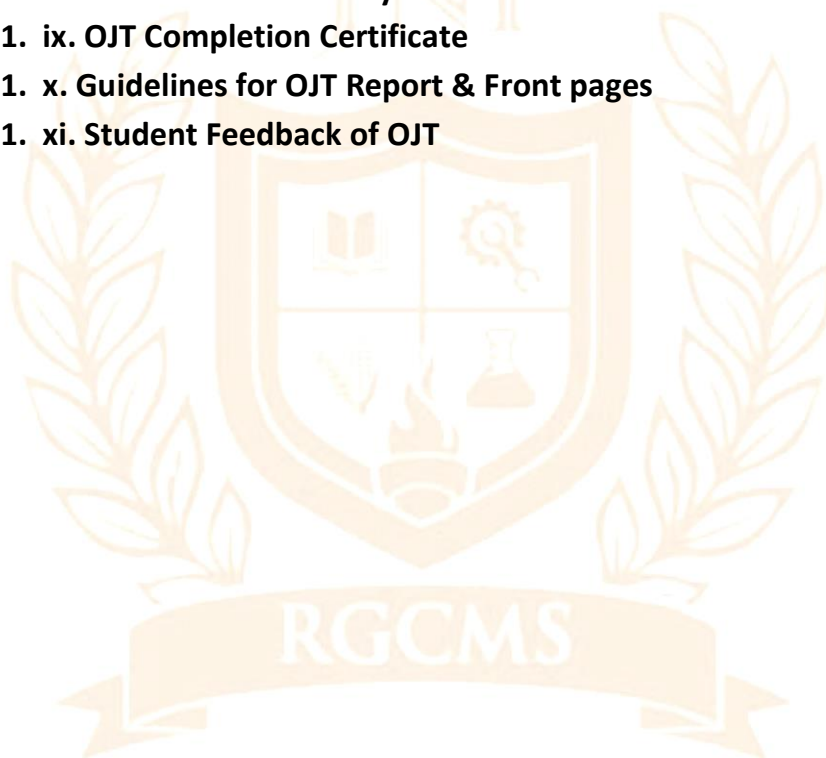 1. ix. OJT Completion Certificate
1. x. Guidelines for OJT Report & Front pages
1. xi. Student Feedback of OJT
RGCMS